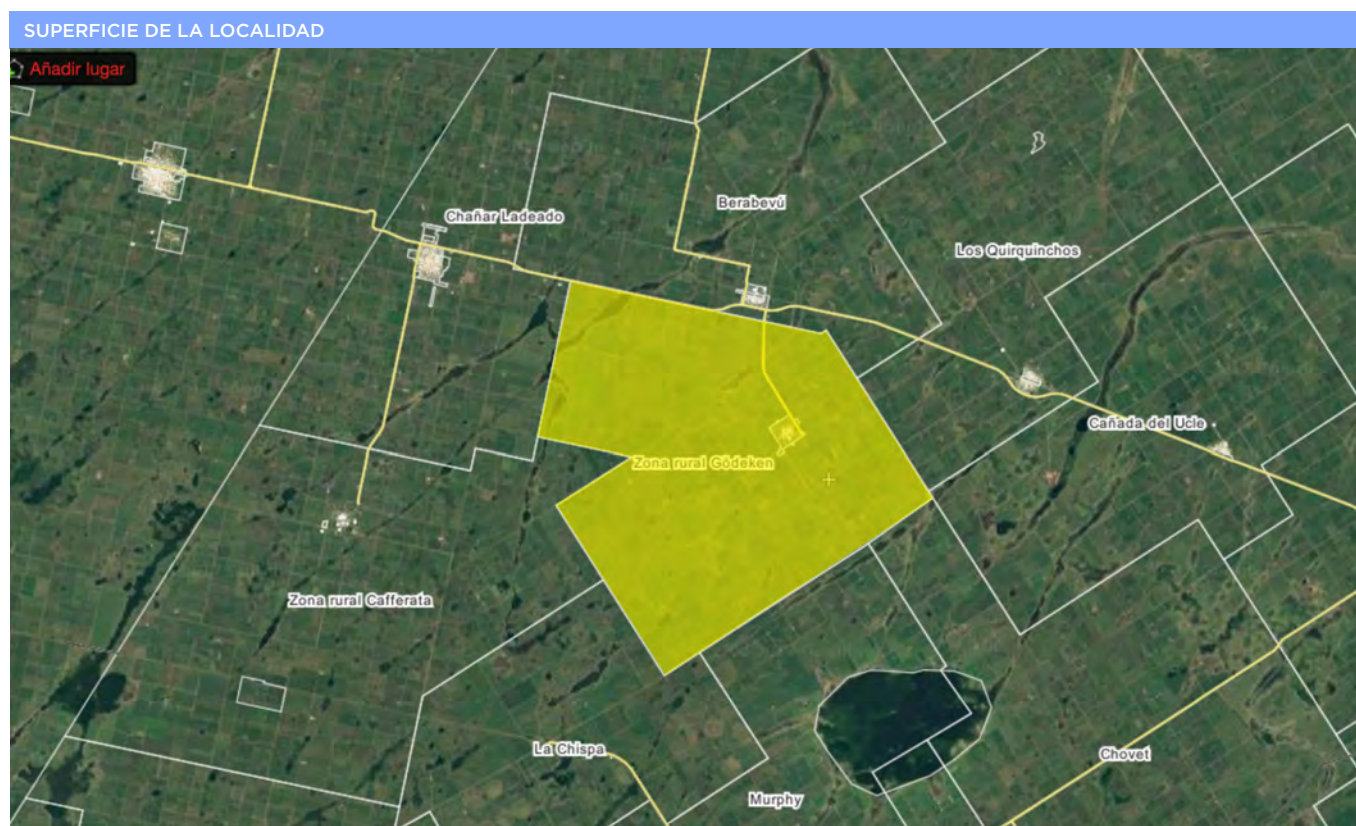 SUPERFICIE DE LA LOCALIDAD
Añadir lugar
Berabevú
Chañar Ladeado
Los Quirquinchos
Cañada del Ucle
Zona rural Gödeken
Zona rural Cafferata
La Chispa
Chovet
Murphy